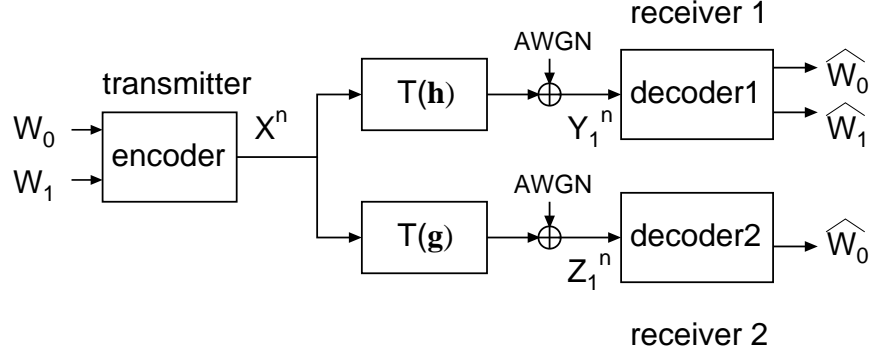 receiver 1
AWGN
transmitter
T(h)
decoder1
Ŵ₀
W₀
Xⁿ
Y₁ⁿ
Ŵ₁
encoder
W₁
AWGN
T(g)
decoder2
Ŵ₀
Z₁ⁿ
receiver 2